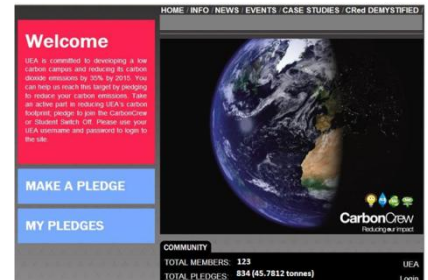 HOME / INFO / NEWS / EVENTS / CASE STUDIES / CRed DEMYSTIFIED /
Welcome
UEA is committed to developing a low
carbon campus and reducing its carbon
dioxide emissions by 35% by 2015. You
can help us reach this target by pledging
to reduce your carbon emissions. Take
an active part in reducing UEA's carbon
footprint; pledge to join the CarbonCrew
or Student Switch Off. Please use your
UEA username and password to login to
the site.
MAKE A PLEDGE
MY PLEDGES
CarbonCrew
Reducing our impact
COMMUNITY
TOTAL MEMBERS: 123
UEA
TOTAL PLEDGES: 834 (45.7812 tonnes)
Login